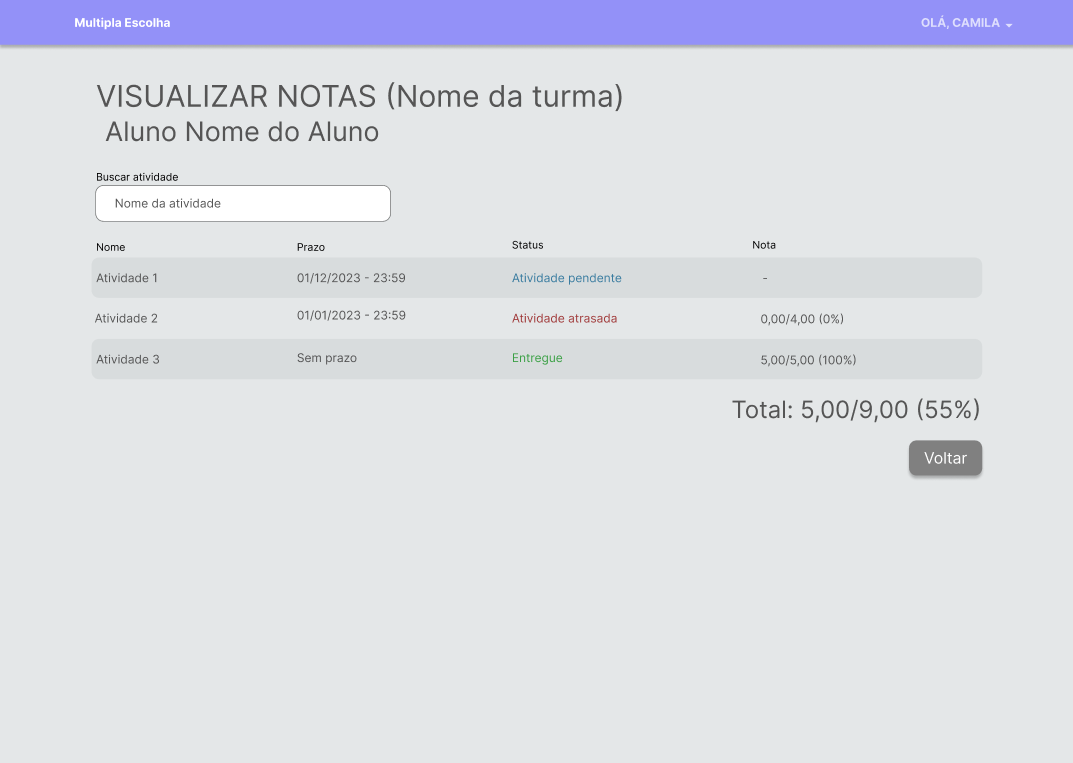 Multipla Escolha OLÁ, CAMILA
VISUALIZAR NOTAS (Nome da turma)
Aluno Nome do Aluno
Buscar atividade
Nome da atividade
Nome Prazo Status Nota
Atividade 1 01/12/2023 - 23:59 Atividade pendente -
Atividade 2 01/01/2023 - 23:59 Atividade atrasada 0,00/4,00 (0%)
Atividade 3 Sem prazo Entregue 5,00/5,00 (100%)
Total: 5,00/9,00 (55%)
Voltar